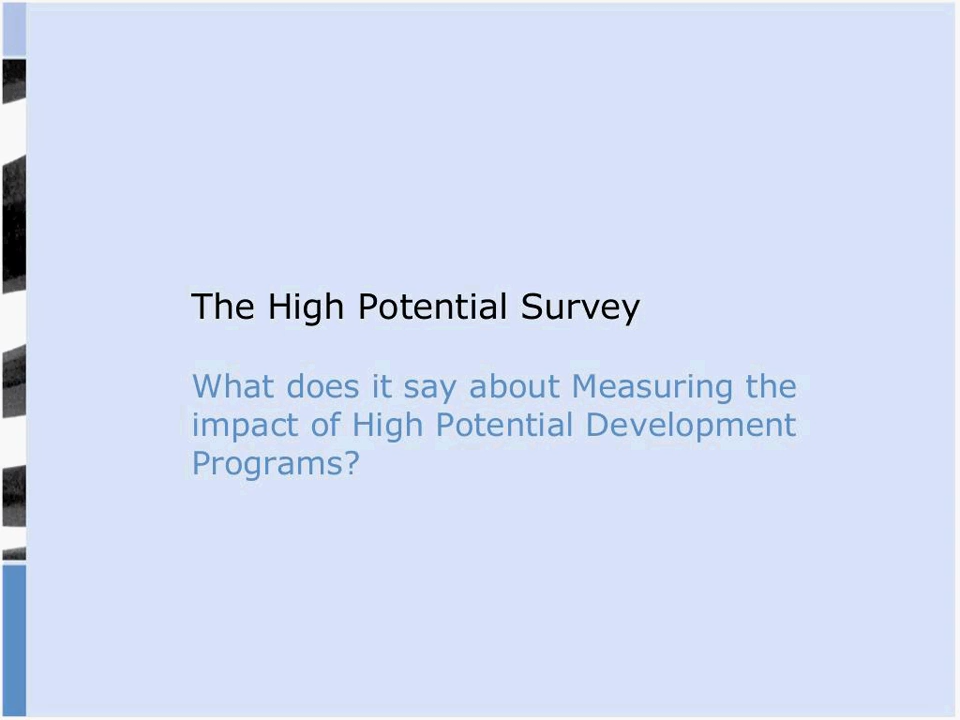 The High Potential Survey
What does it say about Measuring the
impact of High Potential Development
Programs?